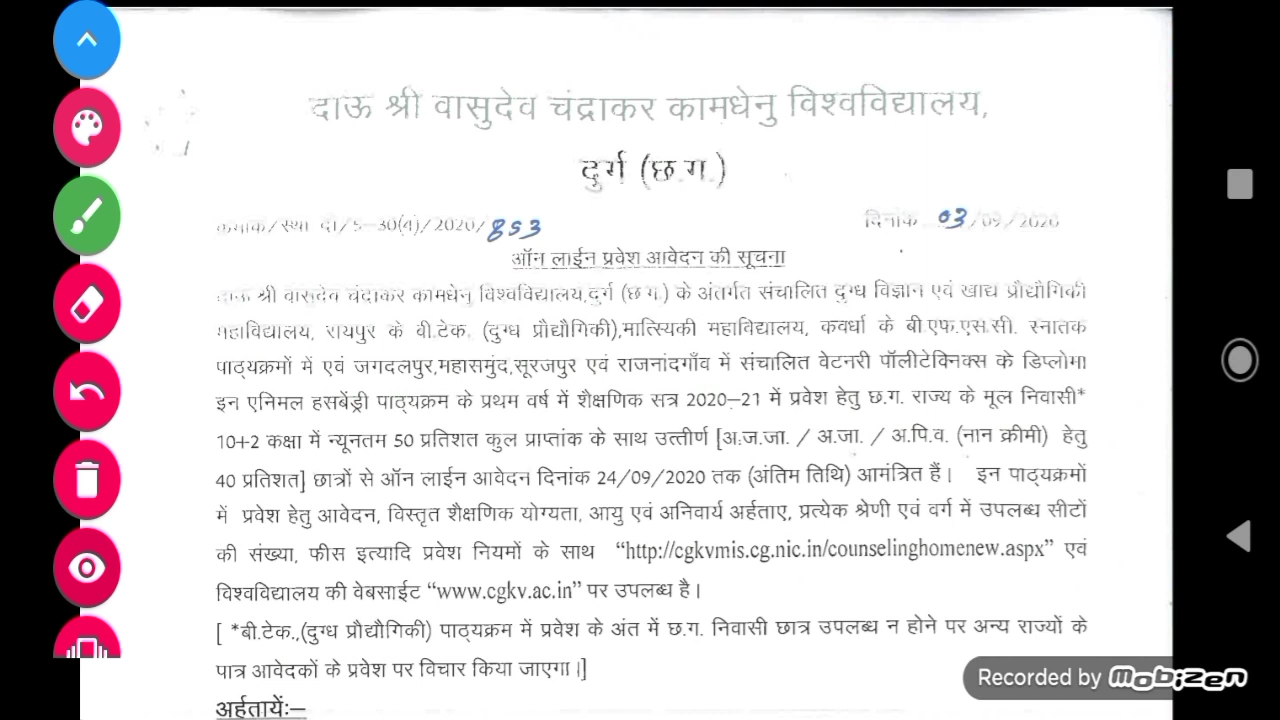 दाऊ श्री वासुदेव चंद्राकर कामधेनु विश्वविद्यालय,
दुर्ग (छ.ग.)
क्रमांक/स्था दो/5-30(4)/2020/853 दिनांक 03/09/2020
ऑन लाईन प्रवेश आवेदन की सूचना
दाऊ श्री वासुदेव चंद्राकर कामधेनु विश्वविद्यालय,दुर्ग (छ.ग.) के अंतर्गत संचालित दुग्ध विज्ञान एवं खाद्य प्रौद्यौगिकी
महाविद्यालय, रायपुर के बी.टेक. (दुग्ध प्रौद्यौगिकी),मात्स्यिकी महाविद्यालय, कवर्धा के बी.एफ.एस.सी. स्नातक
पाठ्यक्रमों में एवं जगदलपुर,महासमुंद,सूरजपुर एवं राजनांदगाँव में संचालित वेटनरी पॉलीटेक्निक्स के डिप्लोमा
इन एनिमल हसबेंड्री पाठ्यक्रम के प्रथम वर्ष में शैक्षणिक सत्र 2020–21 में प्रवेश हेतु छ.ग. राज्य के मूल निवासी*
10+2 कक्षा में न्यूनतम 50 प्रतिशत कुल प्राप्तांक के साथ उत्तीर्ण [अ.ज.जा. / अ.जा. / अ.पि.व. (नान क्रीमी) हेतु
40 प्रतिशत] छात्रों से ऑन लाईन आवेदन दिनांक 24/09/2020 तक (अंतिम तिथि) आमंत्रित हैं। इन पाठ्यक्रमों
में प्रवेश हेतु आवेदन, विस्तृत शैक्षणिक योग्यता, आयु एवं अनिवार्य अर्हताए, प्रत्येक श्रेणी एवं वर्ग में उपलब्ध सीटों
की संख्या, फीस इत्यादि प्रवेश नियमों के साथ “http://cgkvmis.cg.nic.in/counselinghomenew.aspx” एवं
विश्वविद्यालय की वेबसाईट “www.cgkv.ac.in” पर उपलब्ध है।
[ *बी.टेक.,(दुग्ध प्रौद्यौगिकी) पाठ्यक्रम में प्रवेश के अंत में छ.ग. निवासी छात्र उपलब्ध न होने पर अन्य राज्यों के
पात्र आवेदकों के प्रवेश पर विचार किया जाएगा।]
अर्हतायें:–
Recorded by Mobizen